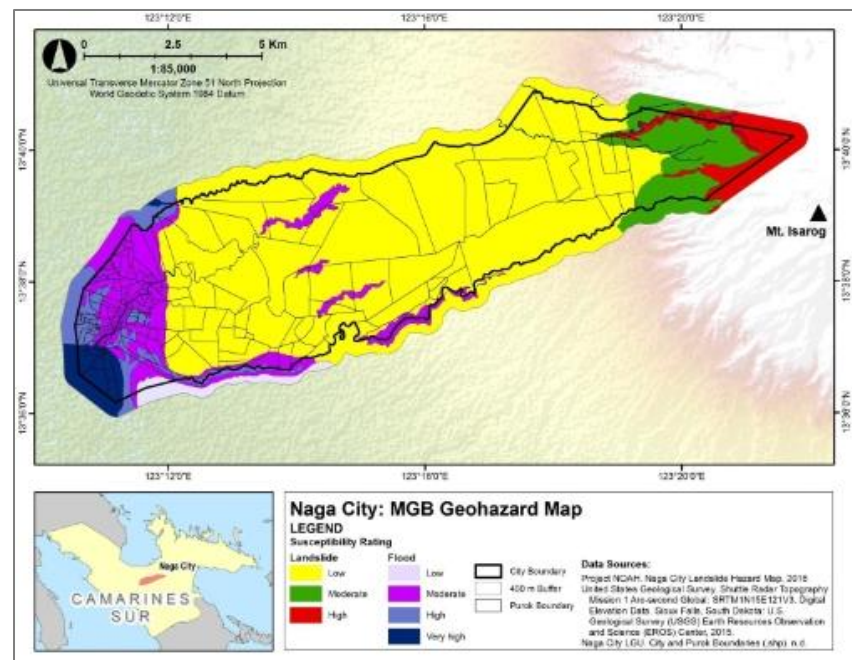 123°12'0"E 123°16'0"E 123°20'0"E
0 2.5 5 Km
1:85,000
Universal Transverse Mercator Zone 51 North Projection
World Geodetic System 1984 Datum
13°40'0"N 13°40'0"N
Mt. Isarog
13°38'0"N 13°38'0"N
13°36'0"N 13°36'0"N
123°12'0"E 123°16'0"E 123°20'0"E
Naga City
CAMARINES
SUR
Naga City: MGB Geohazard Map
LEGEND
Susceptibility Rating
Landslide Flood
Low Low City Boundary
Moderate Moderate 400 m Buffer
High High Purok Boundary
Very high
Data Sources:
Project NOAH. Naga City Landslide Hazard Map, 2016
United States Geological Survey. Shuttle Radar Topography
Mission 1 Arc-second Global: SRTM1N15E121V3. Digital
Elevation Data. Sioux Falls, South Dakota: U.S.
Geological Survey (USGS) Earth Resources Observation
and Science (EROS) Center, 2015.
Naga City LGU. City and Purok Boundaries (.shp) n.d.